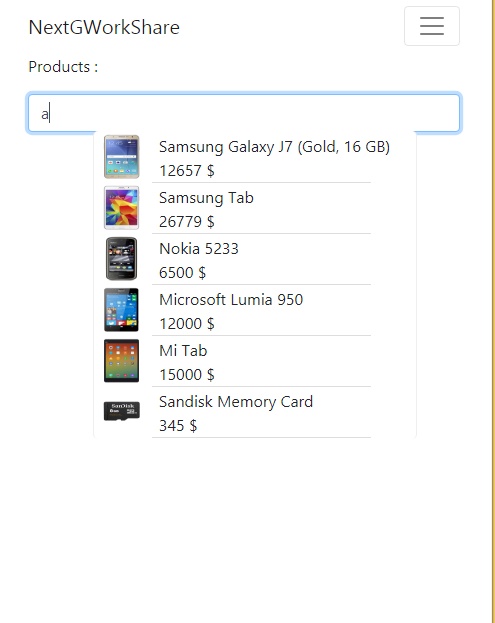 NextGWorkShare
Products :
a
Samsung Galaxy J7 (Gold, 16 GB)
12657 $
Samsung Tab
26779 $
Nokia 5233
6500 $
Microsoft Lumia 950
12000 $
Mi Tab
15000 $
SanDisk
Sandisk Memory Card
345 $